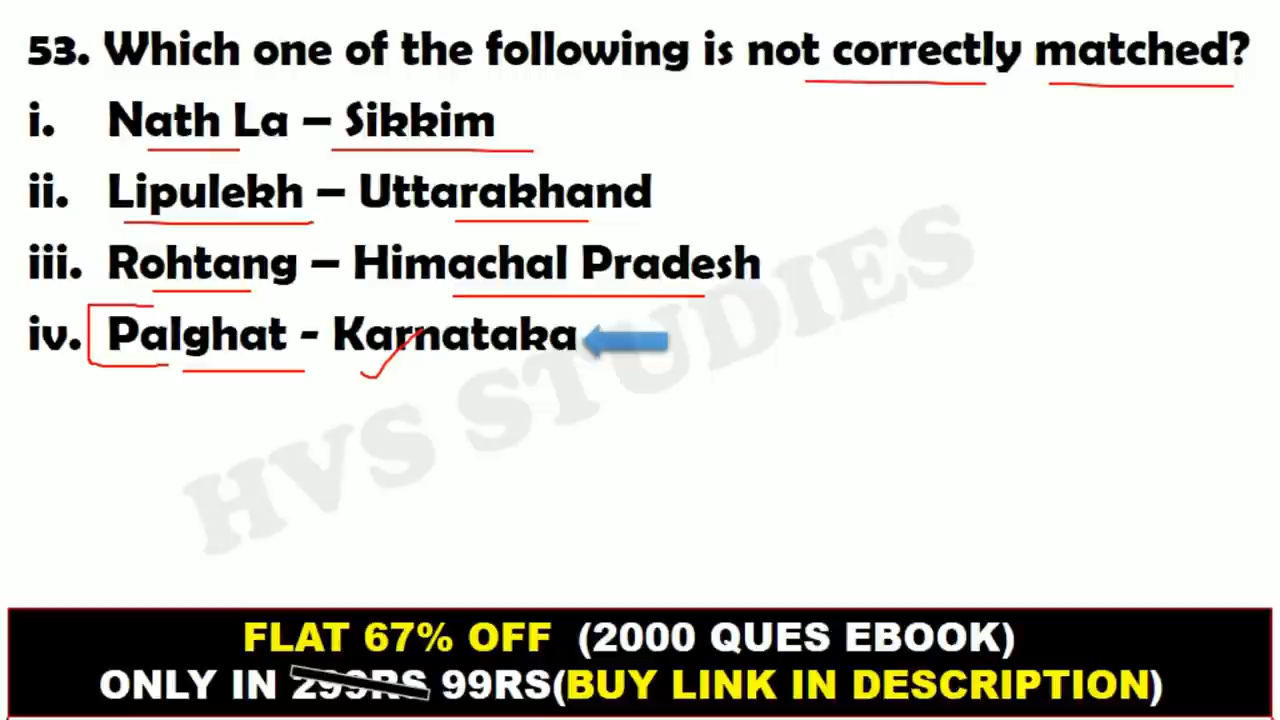 53. Which one of the following is not correctly matched?
i. Nath La – Sikkim
ii. Lipulekh – Uttarakhand
iii. Rohtang – Himachal Pradesh
iv. Palghat - Karnataka
HVS STUDIES
FLAT 67% OFF (2000 QUES EBOOK)
ONLY IN 299RS 99RS(BUY LINK IN DESCRIPTION)